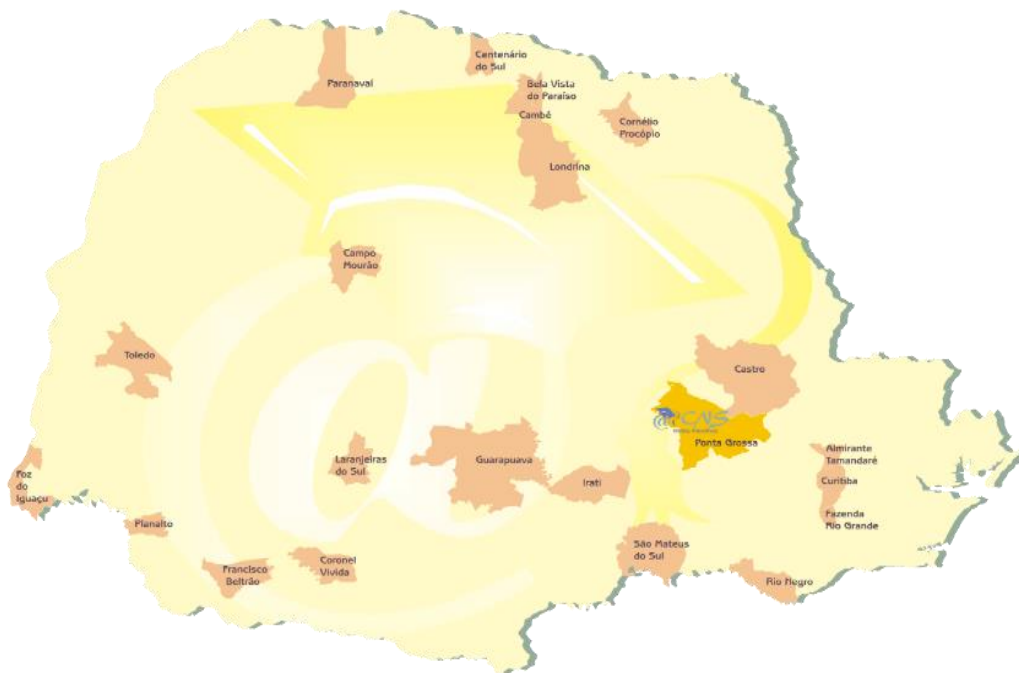 Centenário
do Sul
Paranavaí
Bela Vista
do Paraíso
Cambé
Cornélio
Procópio
Londrina
Campo
Mourão
Toledo
Castro
Ponta Grossa
Laranjeiras
do Sul
Guarapuava
Irati
Almirante
Tamandaré
Curitiba
Fazenda
Rio Grande
Foz
do
Iguaçu
Planalto
São Mateus
do Sul
Francisco
Beltrão
Coronel
Vivida
Rio Negro